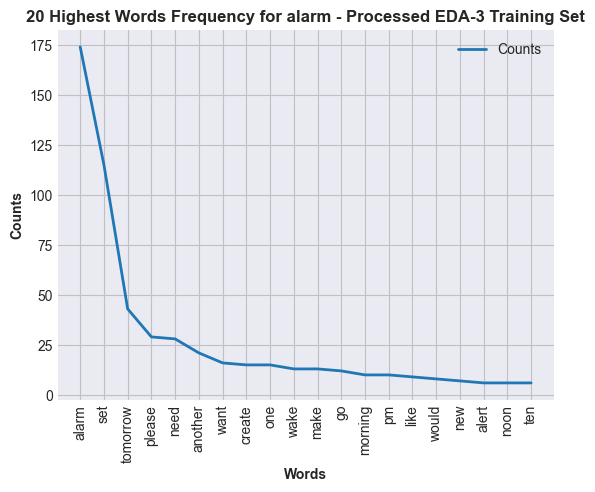 20 Highest Words Frequency for alarm - Processed EDA-3 Training Set
Counts
175
150
125
100
75
50
25
0
Counts
alarm
set
tomorrow
please
need
another
want
create
one
wake
make
go
morning
pm
like
would
new
alert
noon
ten
Words